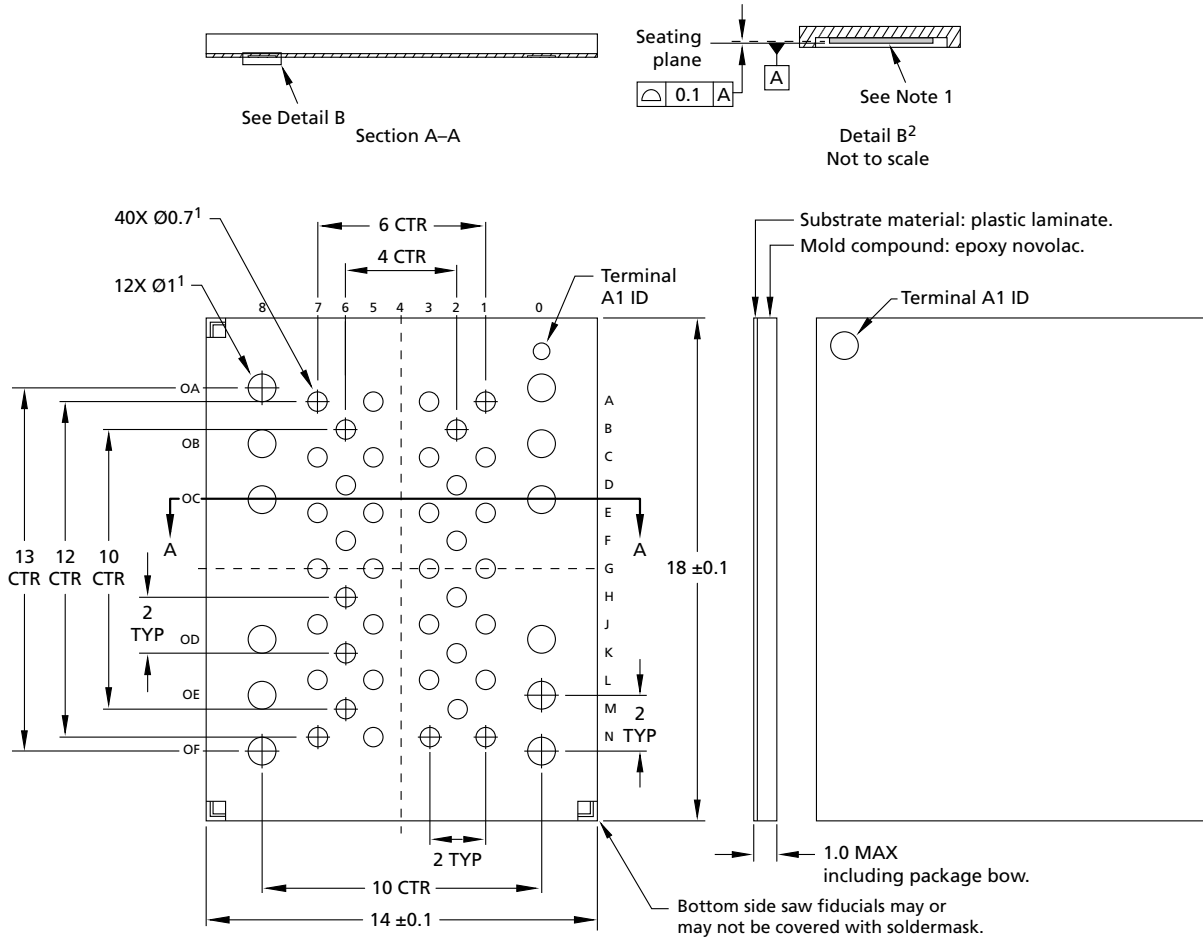 Seating
plane
⌓ 0.1 A
A
See Note 1
See Detail B
Section A–A
Detail B2
Not to scale
40X Ø0.7¹
6 CTR
4 CTR
12X Ø1¹
Terminal
A1 ID
Substrate material: plastic laminate.
Mold compound: epoxy novolac.
Terminal A1 ID
8 7 6 5 4 3 2 1 0
OA
A
B
OB
C
D
OC
E
F
A
A
G
13
CTR
12
CTR
10
CTR
18 ±0.1
H
2
TYP
J
OD
K
L
OE
M
2
TYP
N
OF
2 TYP
1.0 MAX
including package bow.
10 CTR
14 ±0.1
Bottom side saw fiducials may or
may not be covered with soldermask.